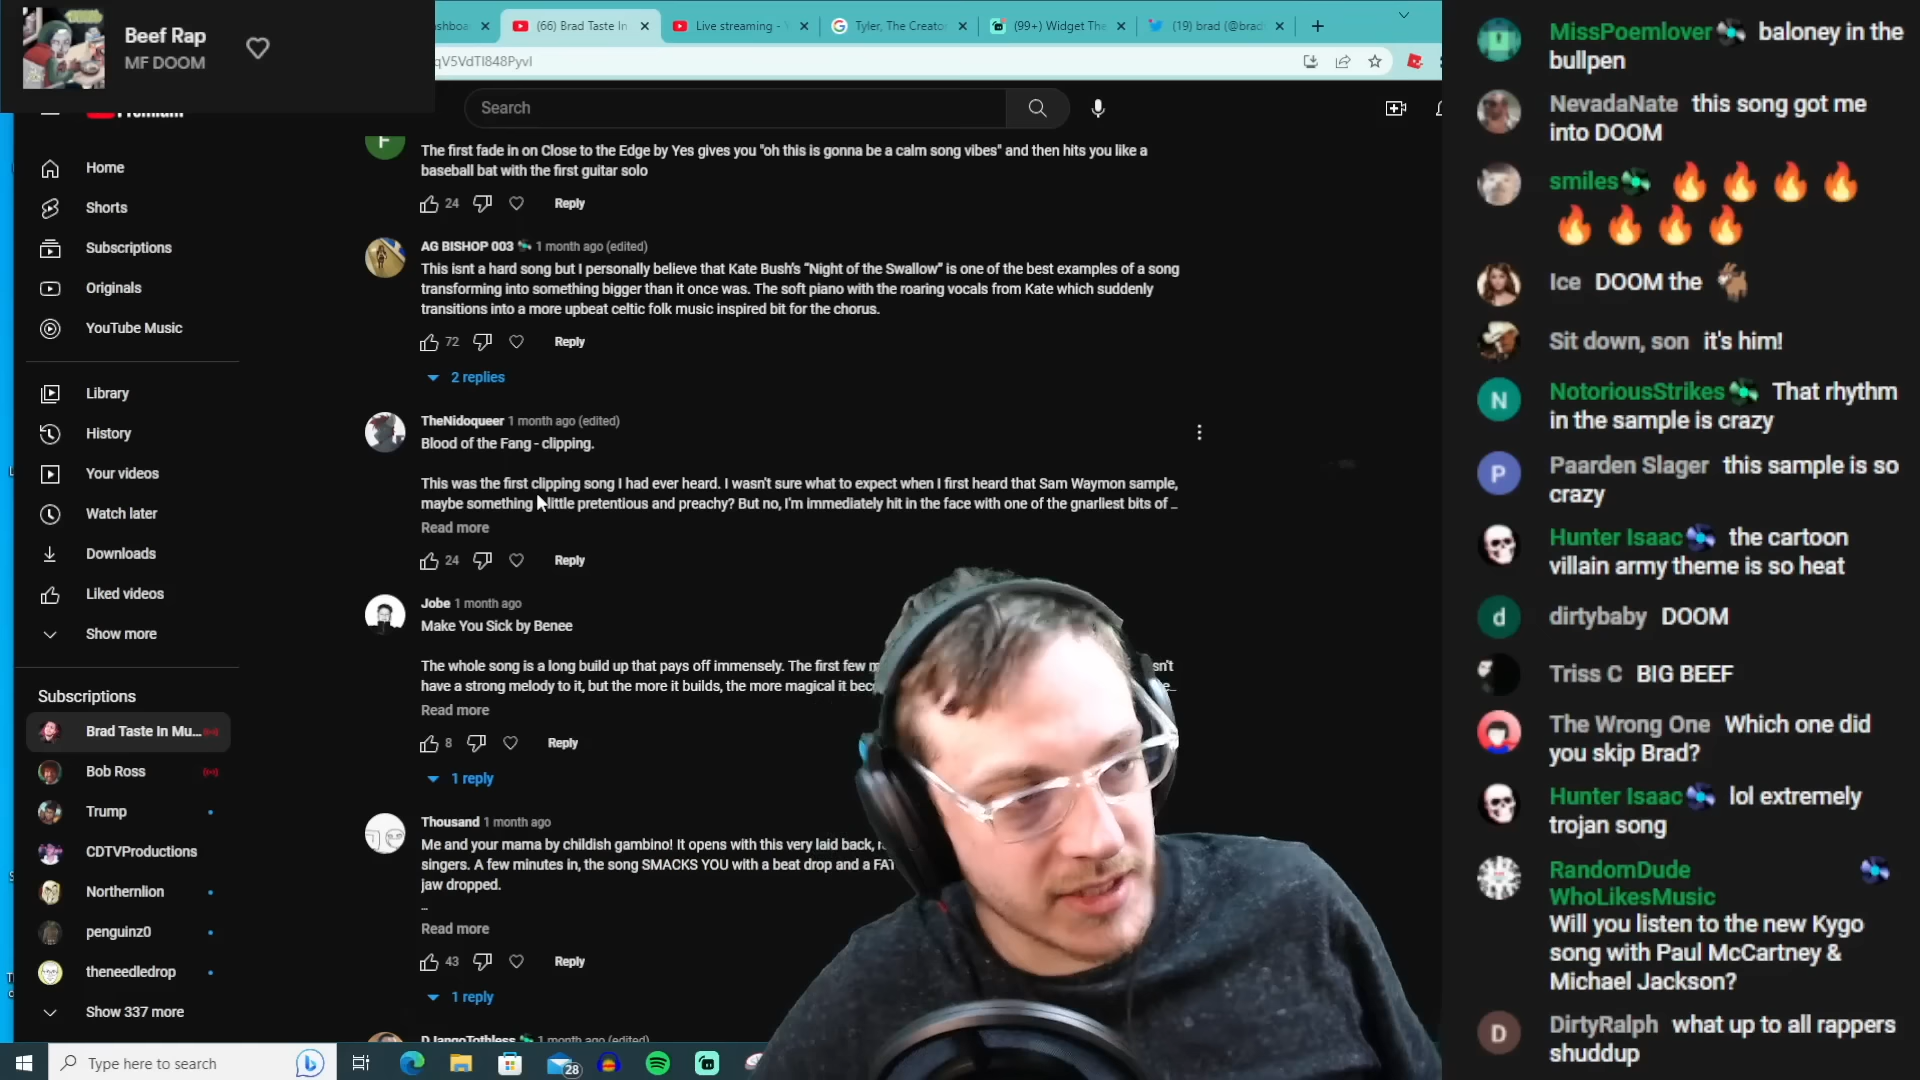 Beef Rap
MF DOOM
(66) Brad Taste In
Live streaming -
Tyler, The Creator
(99+) Widget The
(19) brad (@brad
qV5VdTI848PyvI
Premium
Search
Home
Shorts
Subscriptions
Originals
YouTube Music
Library
History
Your videos
Watch later
Downloads
Liked videos
Show more
Subscriptions
Brad Taste In Mu...
Bob Ross
Trump
CDTVProductions
Northernlion
penguinz0
theneedledrop
Show 337 more
F
The first fade in on Close to the Edge by Yes gives you "oh this is gonna be a calm song vibes" and then hits you like a
baseball bat with the first guitar solo
24 Reply
AG BISHOP 003 1 month ago (edited)
This isnt a hard song but I personally believe that Kate Bush's “Night of the Swallow” is one of the best examples of a song
transforming into something bigger than it once was. The soft piano with the roaring vocals from Kate which suddenly
transitions into a more upbeat celtic folk music inspired bit for the chorus.
72 Reply
2 replies
TheNidoqueer 1 month ago (edited)
Blood of the Fang - clipping.
This was the first clipping song I had ever heard. I wasn't sure what to expect when I first heard that Sam Waymon sample,
maybe something little pretentious and preachy? But no, I'm immediately hit in the face with one of the gnarliest bits of ...
Read more
24 Reply
Jobe 1 month ago
Make You Sick by Benee
The whole song is a long build up that pays off immensely. The first few
have a strong melody to it, but the more it builds, the more magical it
Read more
8 Reply
1 reply
Thousand 1 month ago
Me and your mama by childish gambino! It opens with this very laid back,
singers. A few minutes in, the song SMACKS YOU with a beat drop and a
jaw dropped.
...
Read more
43 Reply
1 reply
DJangoTothless 1 month ago (edited)
Type here to search
28
MissPoemlover baloney in the
bullpen
NevadaNate this song got me
into DOOM
smiles
Ice DOOM the
Sit down, son it's him!
N
NotoriousStrikes That rhythm
in the sample is crazy
P
Paarden Slager this sample is so
crazy
Hunter Isaac the cartoon
villain army theme is so heat
d
dirtybaby DOOM
Triss C BIG BEEF
The Wrong One Which one did
you skip Brad?
Hunter Isaac lol extremely
trojan song
RandomDude
WhoLikesMusic
Will you listen to the new Kygo
song with Paul McCartney &
Michael Jackson?
D
DirtyRalph what up to all rappers
shuddup